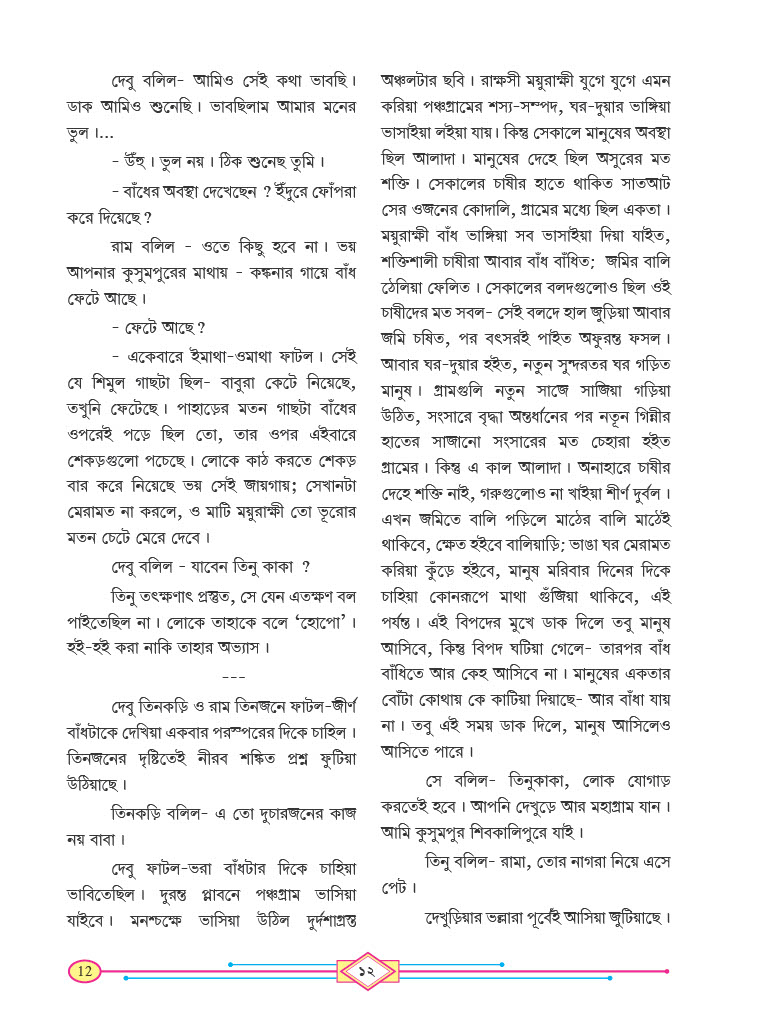 দেবু বলিল- আমিও সেই কথা ভাবছি।
ডাক আমিও শুনেছি। ভাবছিলাম আমার মনের
ভুল।...
- উঁহু। ভুল নয়। ঠিক শুনেছ তুমি।
- বাঁধের অবস্থা দেখেছেন ? ইঁদুরে ফোঁপরা
করে দিয়েছে?
রাম বলিল - ওতে কিছু হবে না। ভয়
আপনার কুসুমপুরের মাথায় - কঙ্কনার গায়ে বাঁধ
ফেটে আছে।
- ফেটে আছে?
- একেবারে ইমাথা-ওমাথা ফাটল। সেই
যে শিমুল গাছটা ছিল- বাবুরা কেটে নিয়েছে,
তখুনি ফেটেছে। পাহাড়ের মতন গাছটা বাঁধের
ওপরেই পড়ে ছিল তো, তার ওপর এইবারে
শেকড়গুলো পচেছে। লোকে কাঠ করতে শেকড়
বার করে নিয়েছে ভয় সেই জায়গায়; সেখানটা
মেরামত না করলে, ও মাটি ময়ুরাক্ষী তো ভূরোর
মতন চেটে মেরে দেবে।
দেবু বলিল - যাবেন তিনু কাকা ?
তিনু তৎক্ষণাৎ প্রস্তুত, সে যেন এতক্ষণ বল
পাইতেছিল না। লোকে তাহাকে বলে ‘হোপো’।
হই-হই করা নাকি তাহার অভ্যাস।
---
দেবু তিনকড়ি ও রাম তিনজনে ফাটল-জীর্ণ
বাঁধটাকে দেখিয়া একবার পরস্পরের দিকে চাহিল।
তিনজনের দৃষ্টিতেই নীরব শঙ্কিত প্রশ্ন ফুটিয়া
উঠিয়াছে।
তিনকড়ি বলিল- এ তো দুচারজনের কাজ
নয় বাবা।
দেবু ফাটল-ভরা বাঁধটার দিকে চাহিয়া
ভাবিতেছিল। দুরন্ত প্লাবনে পঞ্চগ্রাম ভাসিয়া
যাইবে। মনশ্চক্ষে ভাসিয়া উঠিল দুর্দশাগ্রস্ত
অঞ্চলটার ছবি। রাক্ষসী ময়ুরাক্ষী যুগে যুগে এমন
করিয়া পঞ্চগ্রামের শস্য-সম্পদ, ঘর-দুয়ার ভাঙ্গিয়া
ভাসাইয়া লইয়া যায়। কিন্তু সেকালে মানুষের অবস্থা
ছিল আলাদা। মানুষের দেহে ছিল অসুরের মত
শক্তি। সেকালের চাষীর হাতে থাকিত সাতআট
সের ওজনের কোদালি, গ্রামের মধ্যে ছিল একতা।
ময়ুরাক্ষী বাঁধ ভাঙ্গিয়া সব ভাসাইয়া দিয়া যাইত,
শক্তিশালী চাষীরা আবার বাঁধ বাঁধিত: জমির বালি
ঠেলিয়া ফেলিত। সেকালের বলদগুলোও ছিল ওই
চাষীদের মত সবল- সেই বলদে হাল জুড়িয়া আবার
জমি চষিত, পর বৎসরই পাইত অফুরন্ত ফসল।
আবার ঘর-দুয়ার হইত, নতুন সুন্দরতর ঘর গড়িত
মানুষ। গ্রামগুলি নতুন সাজে সাজিয়া গড়িয়া
উঠিত, সংসারে বৃদ্ধা অন্তর্ধানের পর নতূন গিন্নীর
হাতের সাজানো সংসারের মত চেহারা হইত
গ্রামের। কিন্তু এ কাল আলাদা। অনাহারে চাষীর
দেহে শক্তি নাই, গরুগুলোও না খাইয়া শীর্ণ দুর্বল।
এখন জমিতে বালি পড়িলে মাঠের বালি মাঠেই
থাকিবে, ক্ষেত হইবে বালিয়াড়ি: ভাঙা ঘর মেরামত
করিয়া কুঁড়ে হইবে, মানুষ মরিবার দিনের দিকে
চাহিয়া কোনরূপে মাথা গুঁজিয়া থাকিবে, এই
পর্যন্ত। এই বিপদের মুখে ডাক দিলে তবু মানুষ
আসিবে, কিন্তু বিপদ ঘটিয়া গেলে- তারপর বাঁধ
বাঁধিতে আর কেহ আসিবে না। মানুষের একতার
বোঁটা কোথায় কে কাটিয়া দিয়াছে- আর বাঁধা যায়
না। তবু এই সময় ডাক দিলে, মানুষ আসিলেও
আসিতে পারে।
সে বলিল- তিনুকাকা, লোক যোগাড়
করতেই হবে। আপনি দেখুড়ে আর মহাগ্রাম যান।
আমি কুসুমপুর শিবকালিপুরে যাই।
তিনু বলিল- রামা, তোর নাগরা নিয়ে এসে
পেট।
দেখুড়িয়ার ভল্লারা পূর্বেই আসিয়া জুটিয়াছে।
12
১২